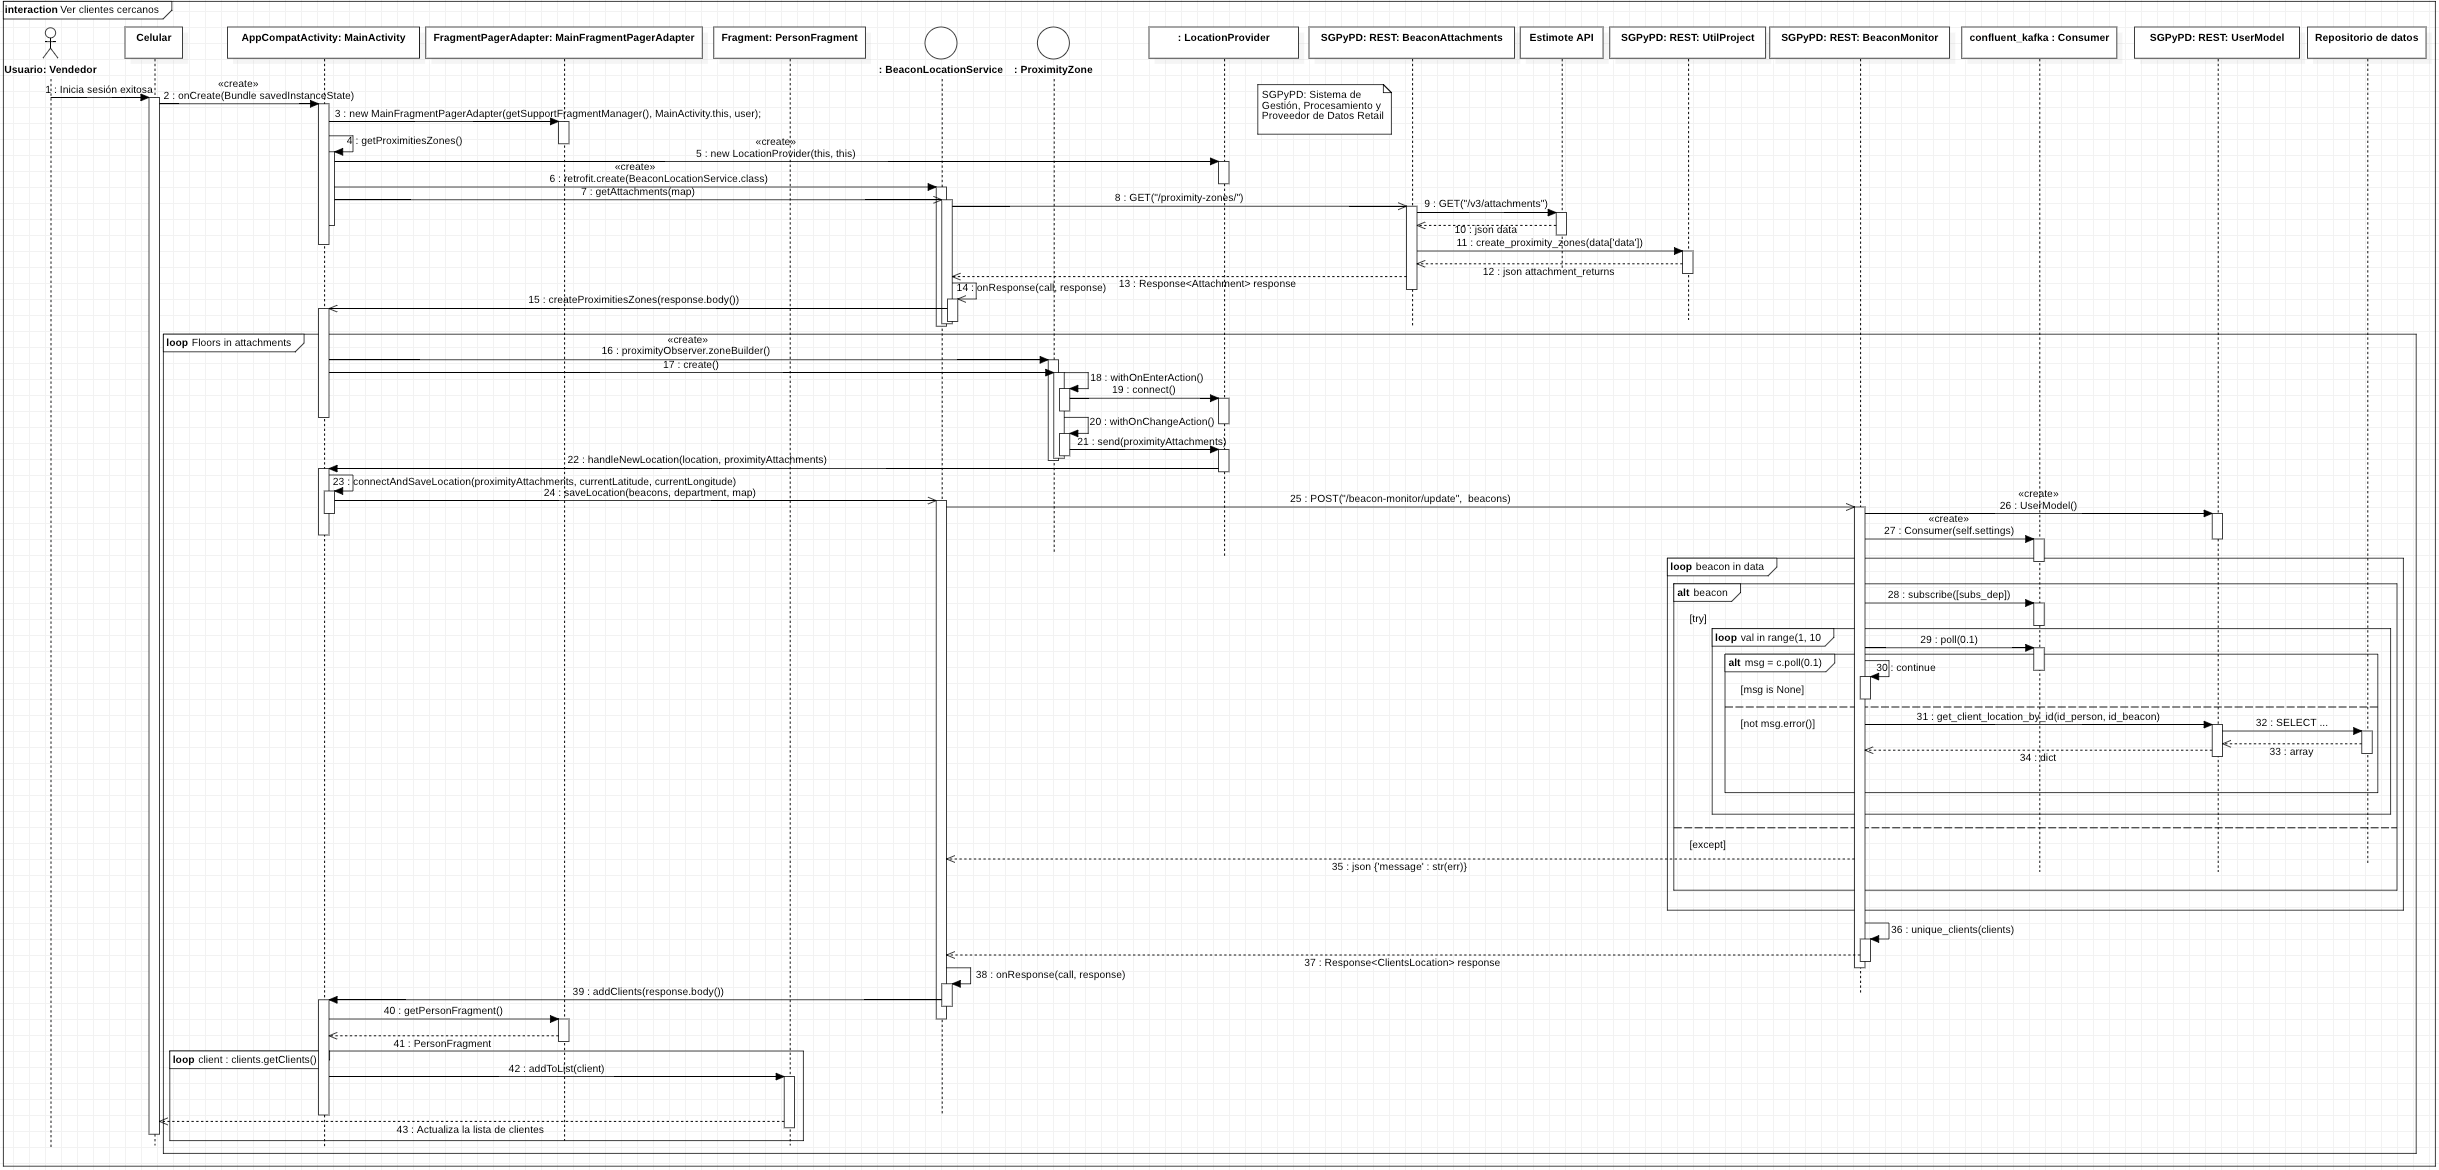 interaction Ver clientes cercanos
Usuario: Vendedor
Celular
AppCompatActivity: MainActivity
FragmentPagerAdapter: MainFragmentPagerAdapter
Fragment: PersonFragment
: BeaconLocationService
: ProximityZone
: LocationProvider
SGPyPD: REST: BeaconAttachments
Estimote API
SGPyPD: REST: UtilProject
SGPyPD: REST: BeaconMonitor
confluent_kafka : Consumer
SGPyPD: REST: UserModel
Repositorio de datos
SGPyPD: Sistema de
Gestión, Procesamiento y
Proveedor de Datos Retail
1 : Inicia sesión exitosa
«create»
2 : onCreate(Bundle savedInstanceState)
3 : new MainFragmentPagerAdapter(getSupportFragmentManager(), MainActivity.this, user);
4 : getProximitiesZones()
«create»
5 : new LocationProvider(this, this)
«create»
6 : retrofit.create(BeaconLocationService.class)
7 : getAttachments(map)
8 : GET("/proximity-zones/")
9 : GET("/v3/attachments")
10 : json data
11 : create_proximity_zones(data['data'])
12 : json attachment_returns
13 : Response<Attachment> response
14 : onResponse(call, response)
15 : createProximitiesZones(response.body())
loop Floors in attachments
«create»
16 : proximityObserver.zoneBuilder()
17 : create()
18 : withOnEnterAction()
19 : connect()
20 : withOnChangeAction()
21 : send(proximityAttachments)
22 : handleNewLocation(location, proximityAttachments)
23 : connectAndSaveLocation(proximityAttachments, currentLatitude, currentLongitude)
24 : saveLocation(beacons, department, map)
25 : POST("/beacon-monitor/update", beacons)
«create»
26 : UserModel()
«create»
27 : Consumer(self.settings)
loop beacon in data
alt beacon
28 : subscribe([subs_dep])
[try]
loop val in range(1, 10
29 : poll(0.1)
alt msg = c.poll(0.1)
30 : continue
[msg is None]
[not msg.error()]
31 : get_client_location_by_id(id_person, id_beacon)
32 : SELECT ...
33 : array
34 : dict
[except]
35 : json {'message' : str(err)}
36 : unique_clients(clients)
37 : Response<ClientsLocation> response
38 : onResponse(call, response)
39 : addClients(response.body())
40 : getPersonFragment()
41 : PersonFragment
loop client : clients.getClients()
42 : addToList(client)
43 : Actualiza la lista de clientes